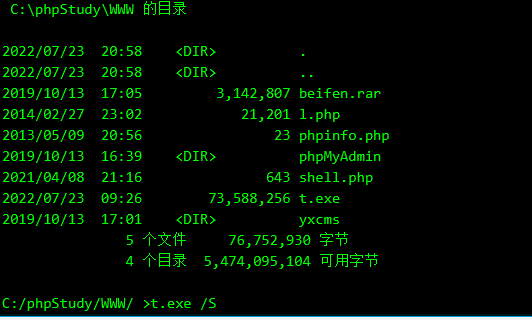 C:\phpStudy\WWW 的目录
2022/07/23  20:58    <DIR>          .
2022/07/23  20:58    <DIR>          ..
2019/10/13  17:05         3,142,807 beifen.rar
2014/02/27  23:02            21,201 l.php
2013/05/09  20:56                23 phpinfo.php
2019/10/13  16:39    <DIR>          phpMyAdmin
2021/04/08  21:16               643 shell.php
2022/07/23  09:26        73,588,256 t.exe
2019/10/13  17:01    <DIR>          yxcms
5 个文件     76,752,930 字节
4 个目录  5,474,095,104 可用字节
C:/phpStudy/WWW/ >t.exe /S